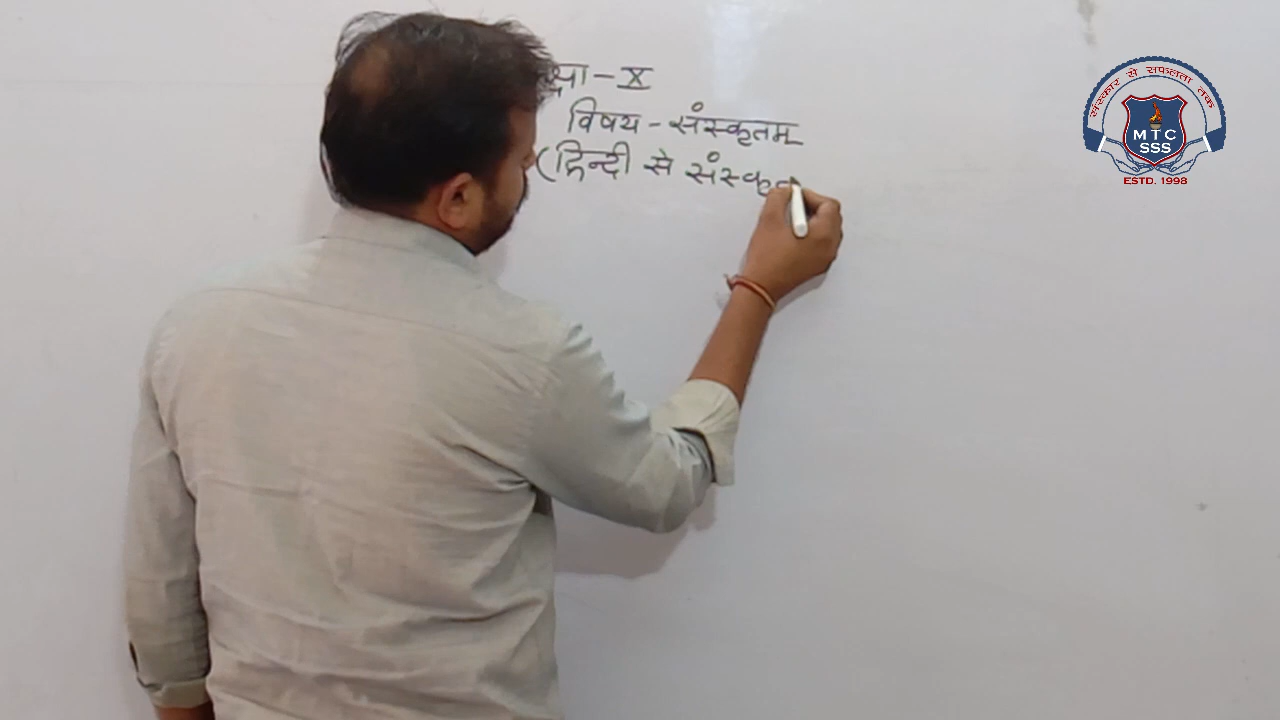 विषय - संस्कृतम्
(हिन्दी से संस्कृत
संस्कार से सफलता तक
MTC
SSS
ESTD. 1998